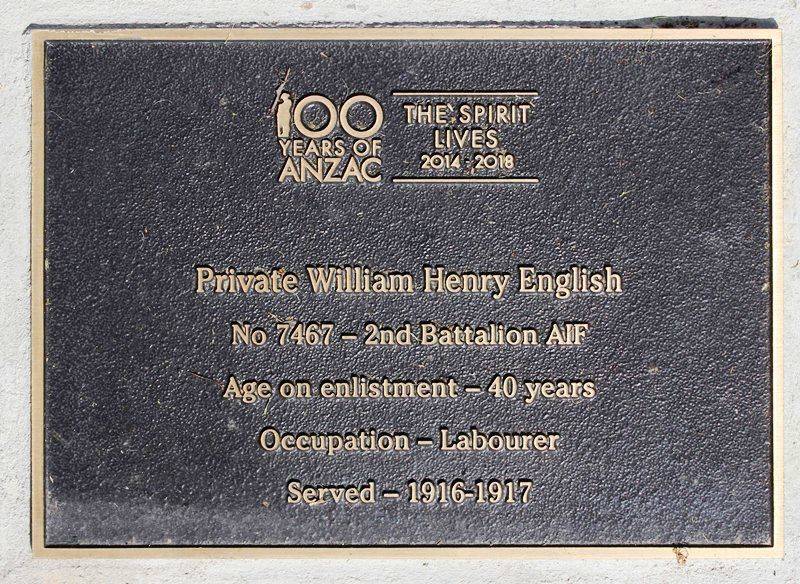 100
YEARS OF
ANZAC
THE SPIRIT
LIVES
2014 - 2018
Private William Henry English
No 7467 – 2nd Battalion AIF
Age on enlistment – 40 years
Occupation – Labourer
Served – 1916-1917